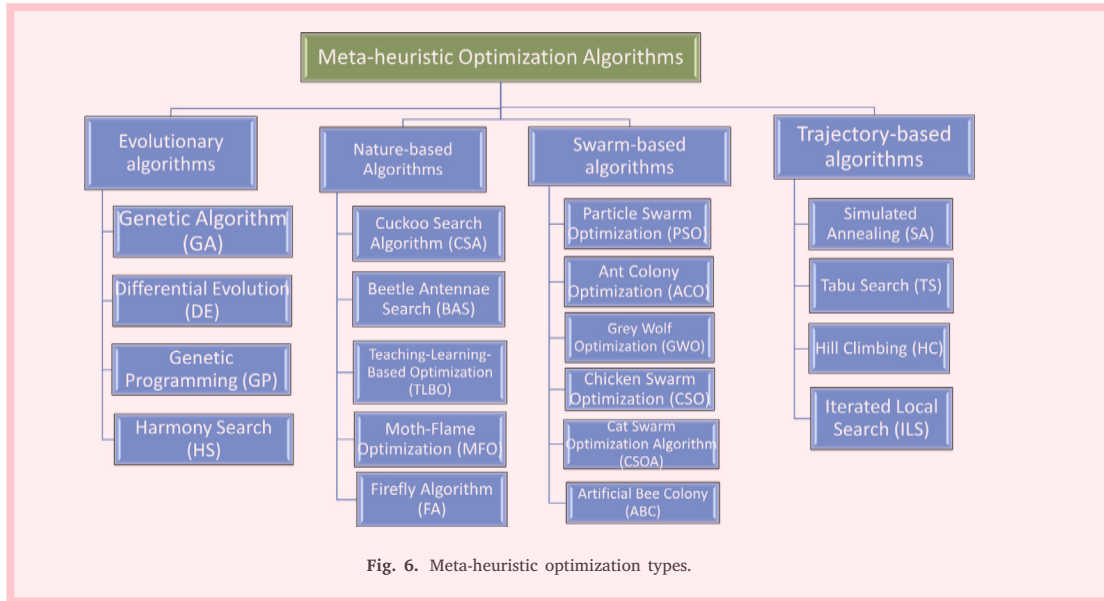 Meta-heuristic Optimization Algorithms
Evolutionary
algorithms
Genetic Algorithm
(GA)
Differential Evolution
(DE)
Genetic
Programming (GP)
Harmony Search
(HS)
Nature-based
Algorithms
Cuckoo Search
Algorithm (CSA)
Beetle Antennae
Search (BAS)
Teaching-Learning-
Based Optimization
(TLBO)
Moth-Flame
Optimization (MFO)
Firefly Algorithm
(FA)
Swarm-based
algorithms
Particle Swarm
Optimization (PSO)
Ant Colony
Optimization (ACO)
Grey Wolf
Optimization (GWO)
Chicken Swarm
Optimization (CSO)
Cat Swarm
Optimization Algorithm
(CSOA)
Artificial Bee Colony
(ABC)
Trajectory-based
algorithms
Simulated
Annealing (SA)
Tabu Search (TS)
Hill Climbing (HC)
Iterated Local
Search (ILS)
Fig. 6. Meta-heuristic optimization types.